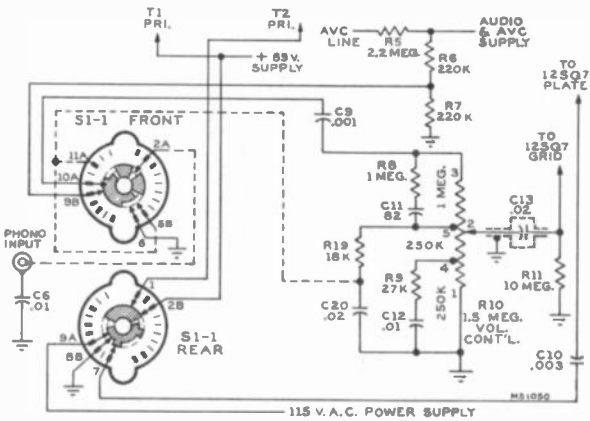 T1
PRI.
T2
PRI.
+ 85 V.
SUPPLY
AVC
LINE
R5
2.2 MEG.
AUDIO
& AVC
SUPPLY
R6
220K
R7
220K
TO
12SQ7
PLATE
TO
12SQ7
GRID
S1-1 FRONT
2A
11A
10A
9B
5B
6
C9
.001
R8
1 MEG.
C11
82
1 MEG.
3
5
2
4
1
250K
250K
C13
.02
R19
18K
R9
27K
C20
.02
C12
.01
R10
1.5 MEG.
VOL.
CONT'L.
R11
10 MEG.
C10
.003
PHONO
INPUT
C6
.01
1
2B
9A
8B
7
S1-1
REAR
MS1050
115 V. A.C. POWER SUPPLY